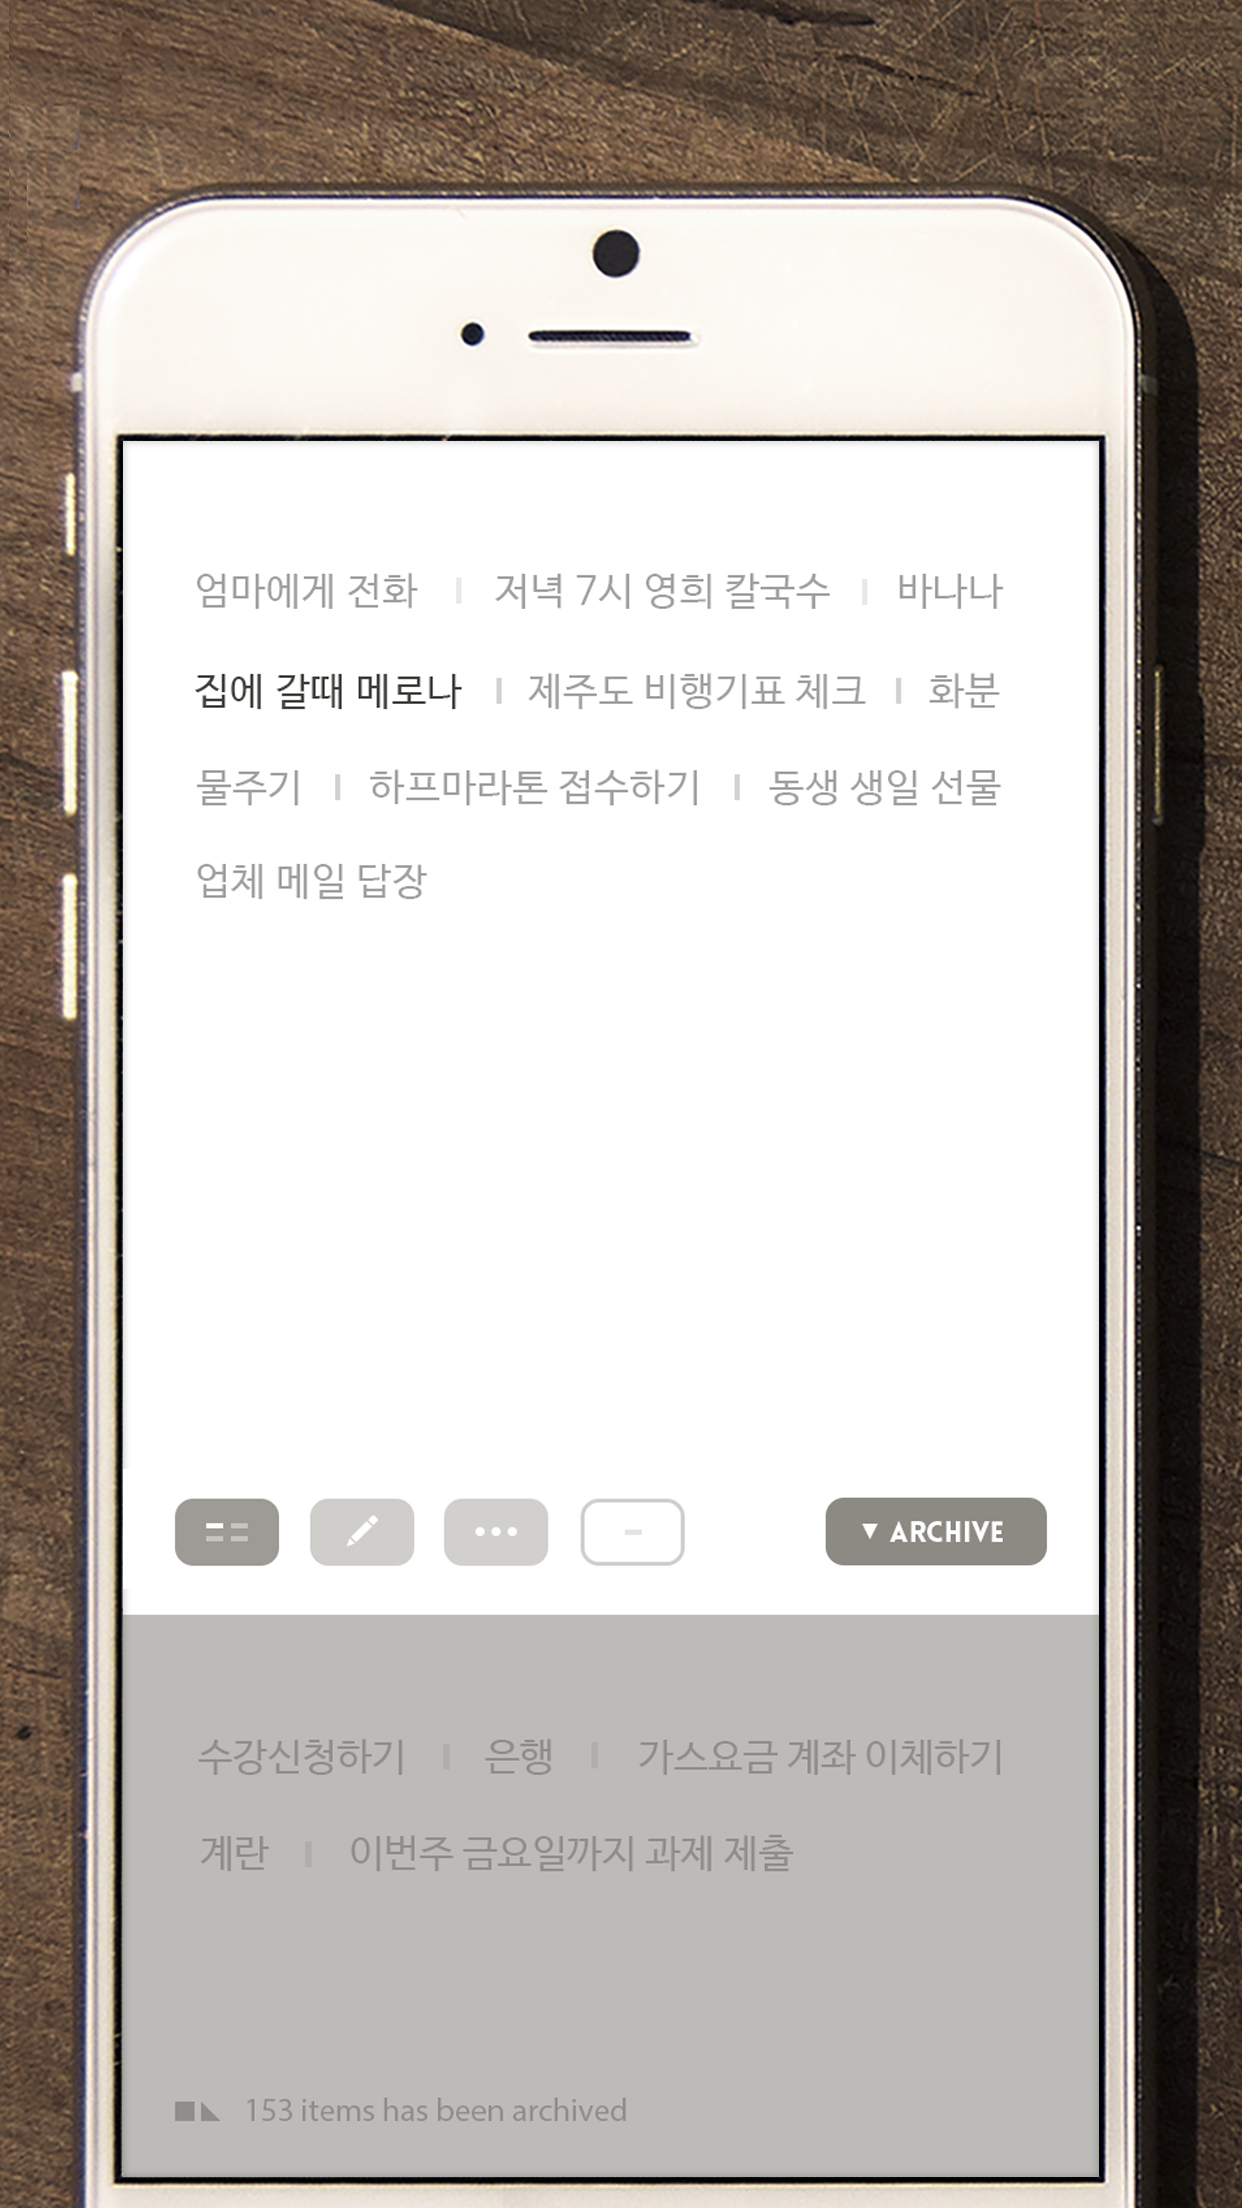 엄마에게 전화 | 저녁 7시 영희 칼국수 | 바나나
집에 갈때 메로나 | 제주도 비행기표 체크 | 화분
물주기 | 하프마라톤 접수하기 | 동생 생일 선물
업체 메일 답장
▼ ARCHIVE
수강신청하기 | 은행 | 가스요금 계좌 이체하기
계란 | 이번주 금요일까지 과제 제출
153 items has been archived